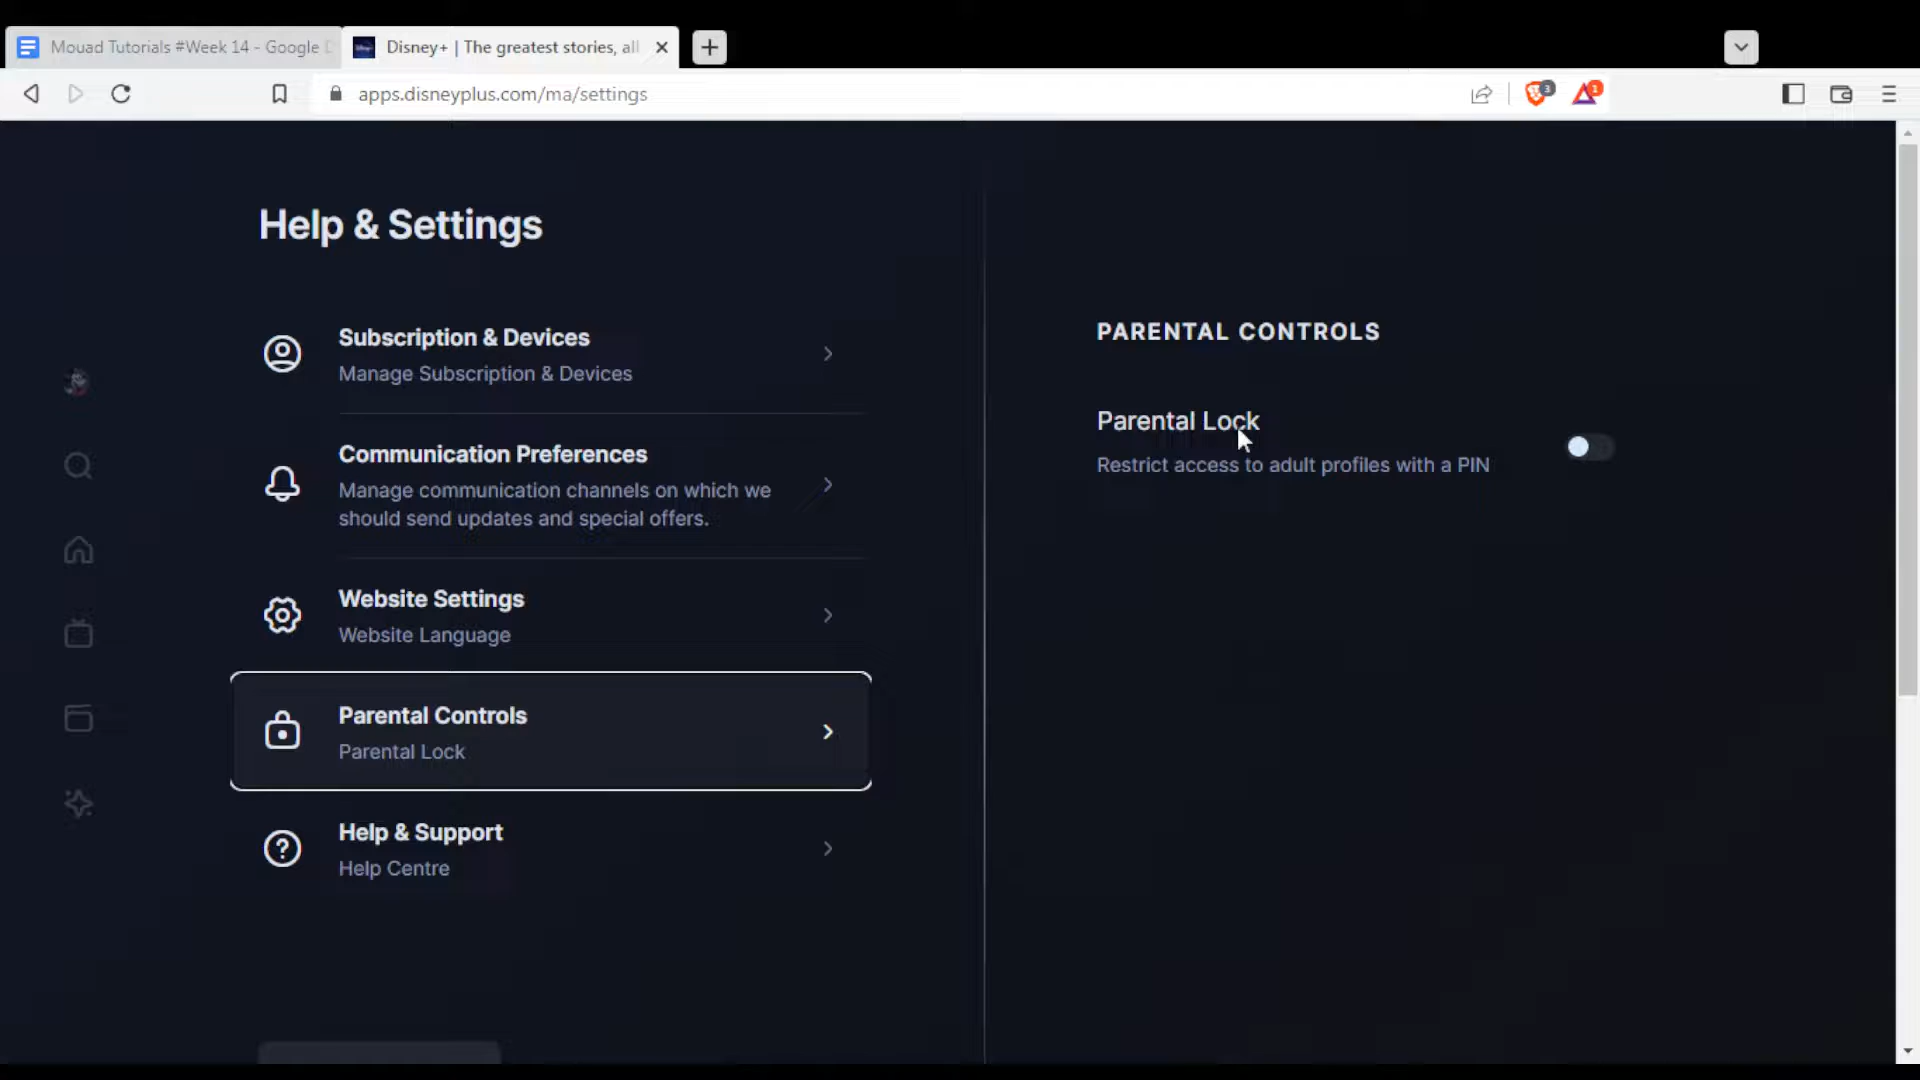 Mouad Tutorials #Week 14 - Google D
Disney+ | The greatest stories, all
apps.disneyplus.com/ma/settings
3
1
Help & Settings
Subscription & Devices
Manage Subscription & Devices
Communication Preferences
Manage communication channels on which we
should send updates and special offers.
Website Settings
Website Language
Parental Controls
Parental Lock
Help & Support
Help Centre
PARENTAL CONTROLS
Parental Lock
Restrict access to adult profiles with a PIN